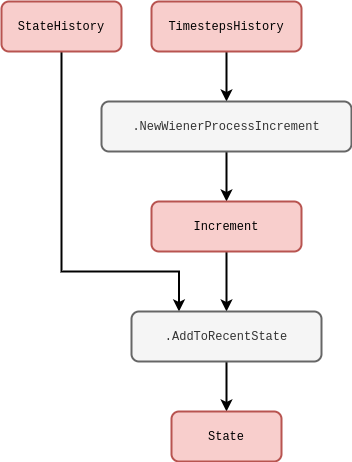 StateHistory
TimestepsHistory
.NewWienerProcessIncrement
Increment
.AddToRecentState
State